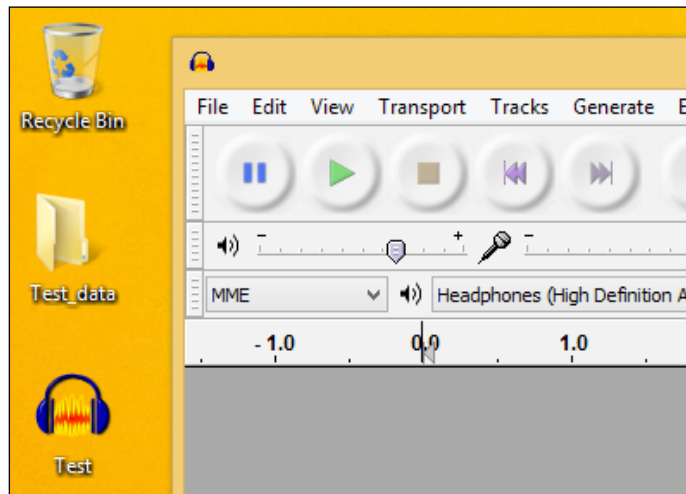 Recycle Bin
Test_data
Test
File Edit View Transport Tracks Generate E
- +
-
MME Headphones (High Definition A
- 1.0 0.0 1.0